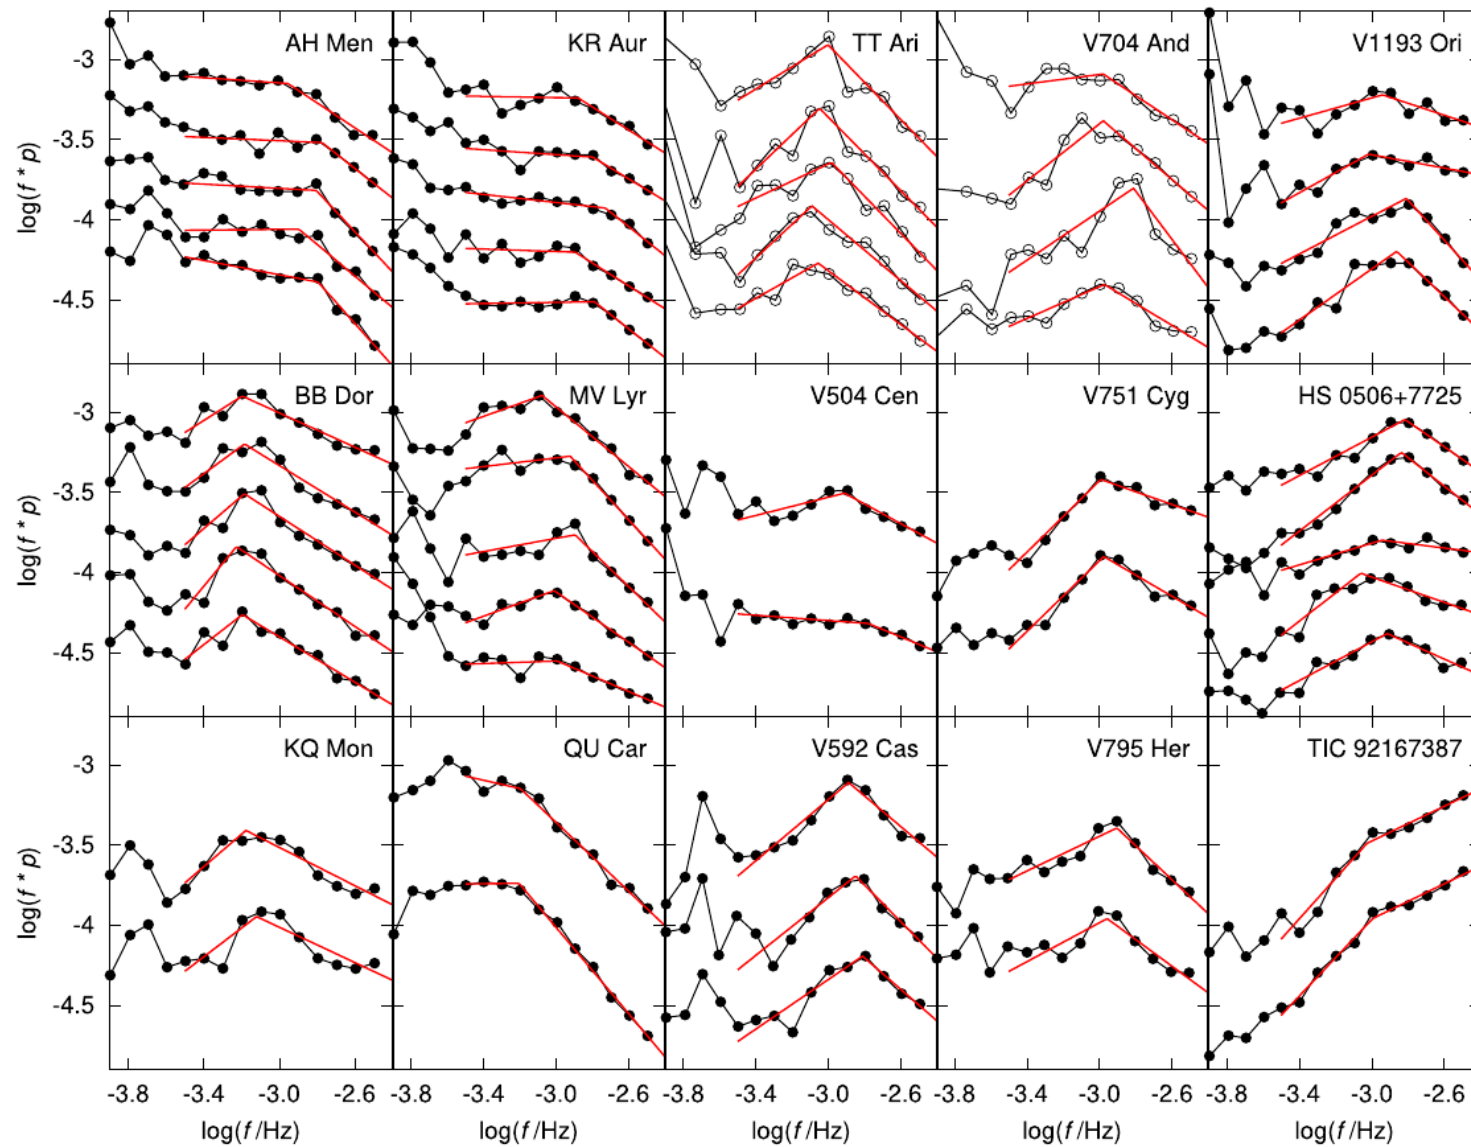 AH Men KR Aur TT Ari V704 And V1193 Ori
-3
-3.5
-4
-4.5
log(f * p)
BB Dor MV Lyr V504 Cen V751 Cyg HS 0506+7725
-3
-3.5
-4
-4.5
log(f * p)
KQ Mon QU Car V592 Cas V795 Her TIC 92167387
-3
-3.5
-4
-4.5
log(f * p)
-3.8 -3.4 -3.0 -2.6 -3.8 -3.4 -3.0 -2.6 -3.8 -3.4 -3.0 -2.6 -3.8 -3.4 -3.0 -2.6 -3.8 -3.4 -3.0 -2.6
log(f /Hz) log(f /Hz) log(f /Hz) log(f /Hz) log(f /Hz)